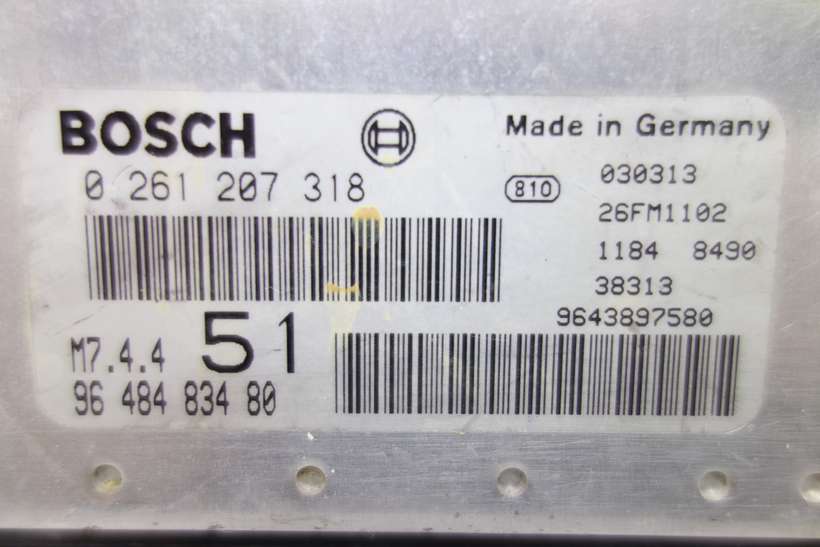 BOSCH
Made in Germany
0 261 207 318
810
030313
26FM1102
1184 8490
38313
9643897580
M7.4.4
51
96 484 834 80